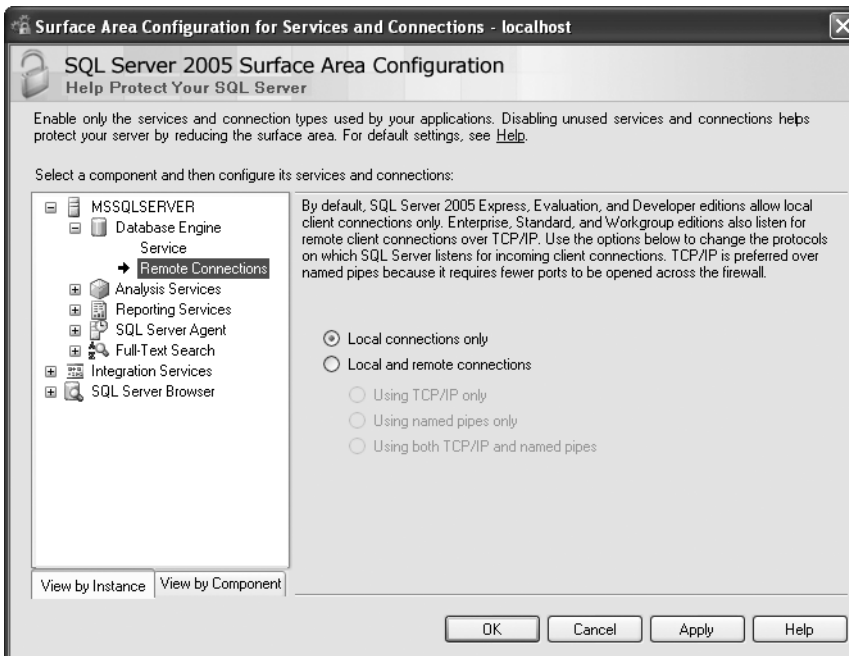 Surface Area Configuration for Services and Connections - localhost
SQL Server 2005 Surface Area Configuration
Help Protect Your SQL Server
Enable only the services and connection types used by your applications. Disabling unused services and connections helps
protect your server by reducing the surface area. For default settings, see Help.
Select a component and then configure its services and connections:
MSSQLSERVER
Database Engine
Service
Remote Connections
Analysis Services
Reporting Services
SQL Server Agent
Full-Text Search
Integration Services
SQL Server Browser
View by Instance
View by Component
By default, SQL Server 2005 Express, Evaluation, and Developer editions allow local
client connections only. Enterprise, Standard, and Workgroup editions also listen for
remote client connections over TCP/IP. Use the options below to change the protocols
on which SQL Server listens for incoming client connections. TCP/IP is preferred over
named pipes because it requires fewer ports to be opened across the firewall.
Local connections only
Local and remote connections
Using TCP/IP only
Using named pipes only
Using both TCP/IP and named pipes
OK
Cancel
Apply
Help